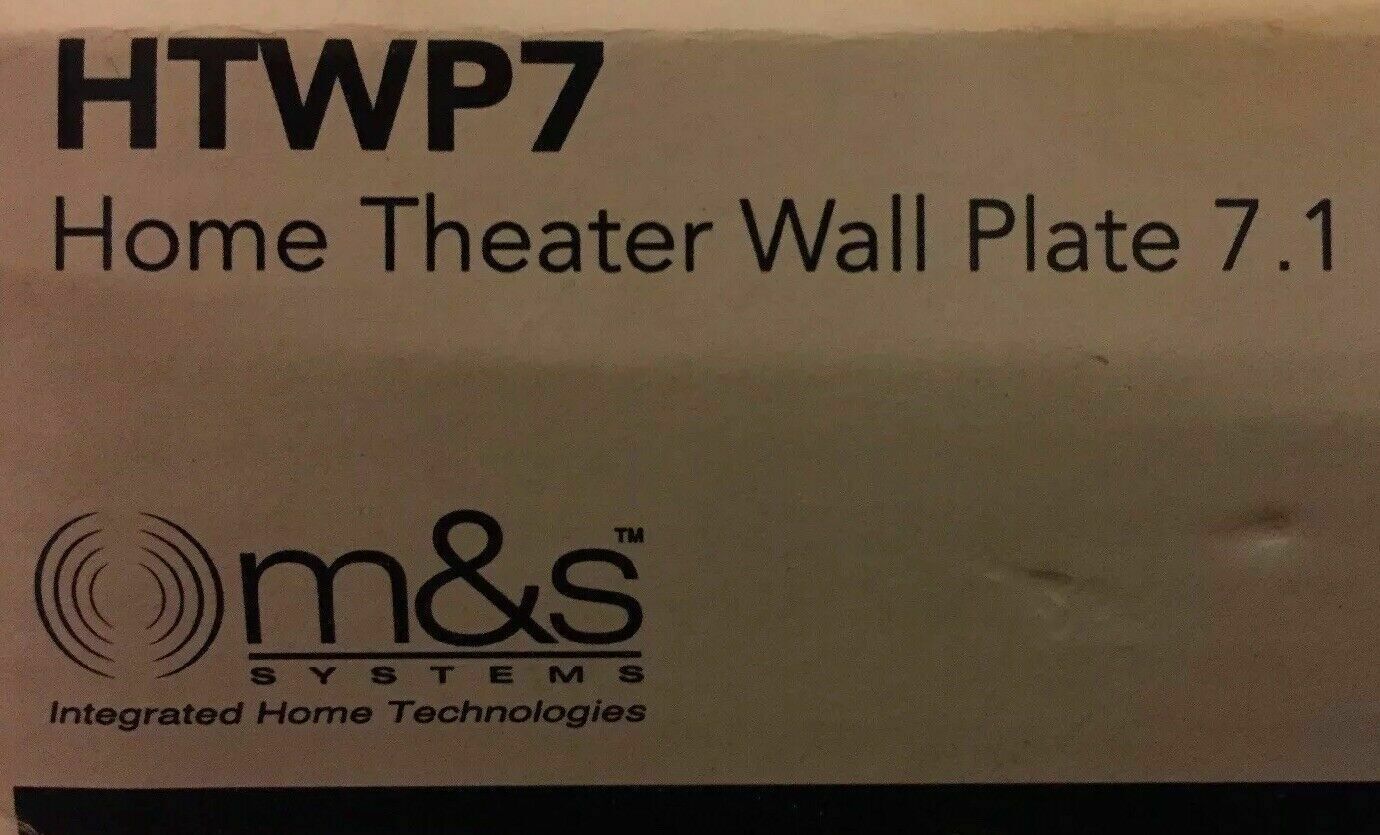 HTWP7
Home Theater Wall Plate 7.1
m&s™
SYSTEMS
Integrated Home Technologies